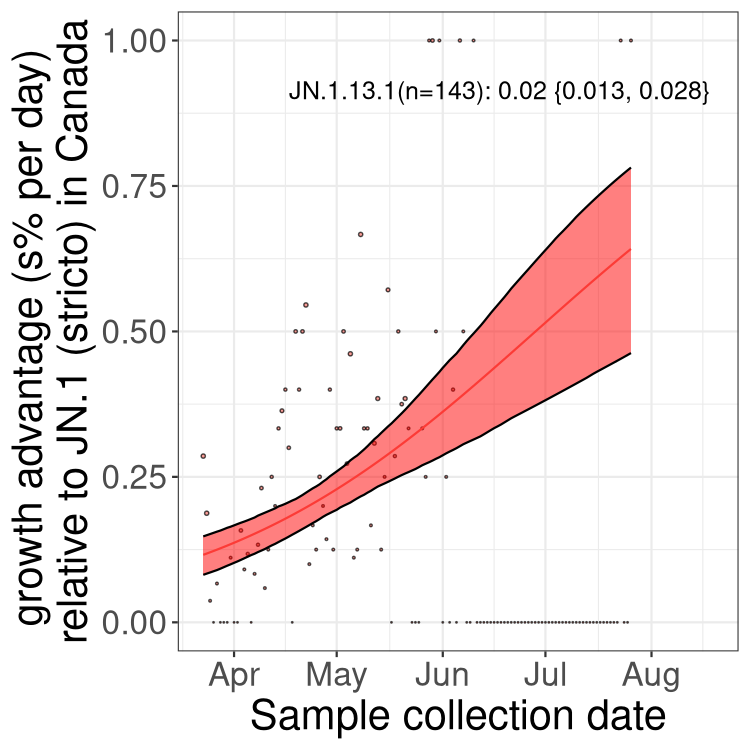 growth advantage (s% per day)
relative to JN.1 (stricto) in Canada
1.00
0.75
0.50
0.25
0.00
JN.1.13.1(n=143): 0.02 {0.013, 0.028}
Apr May Jun Jul Aug
Sample collection date